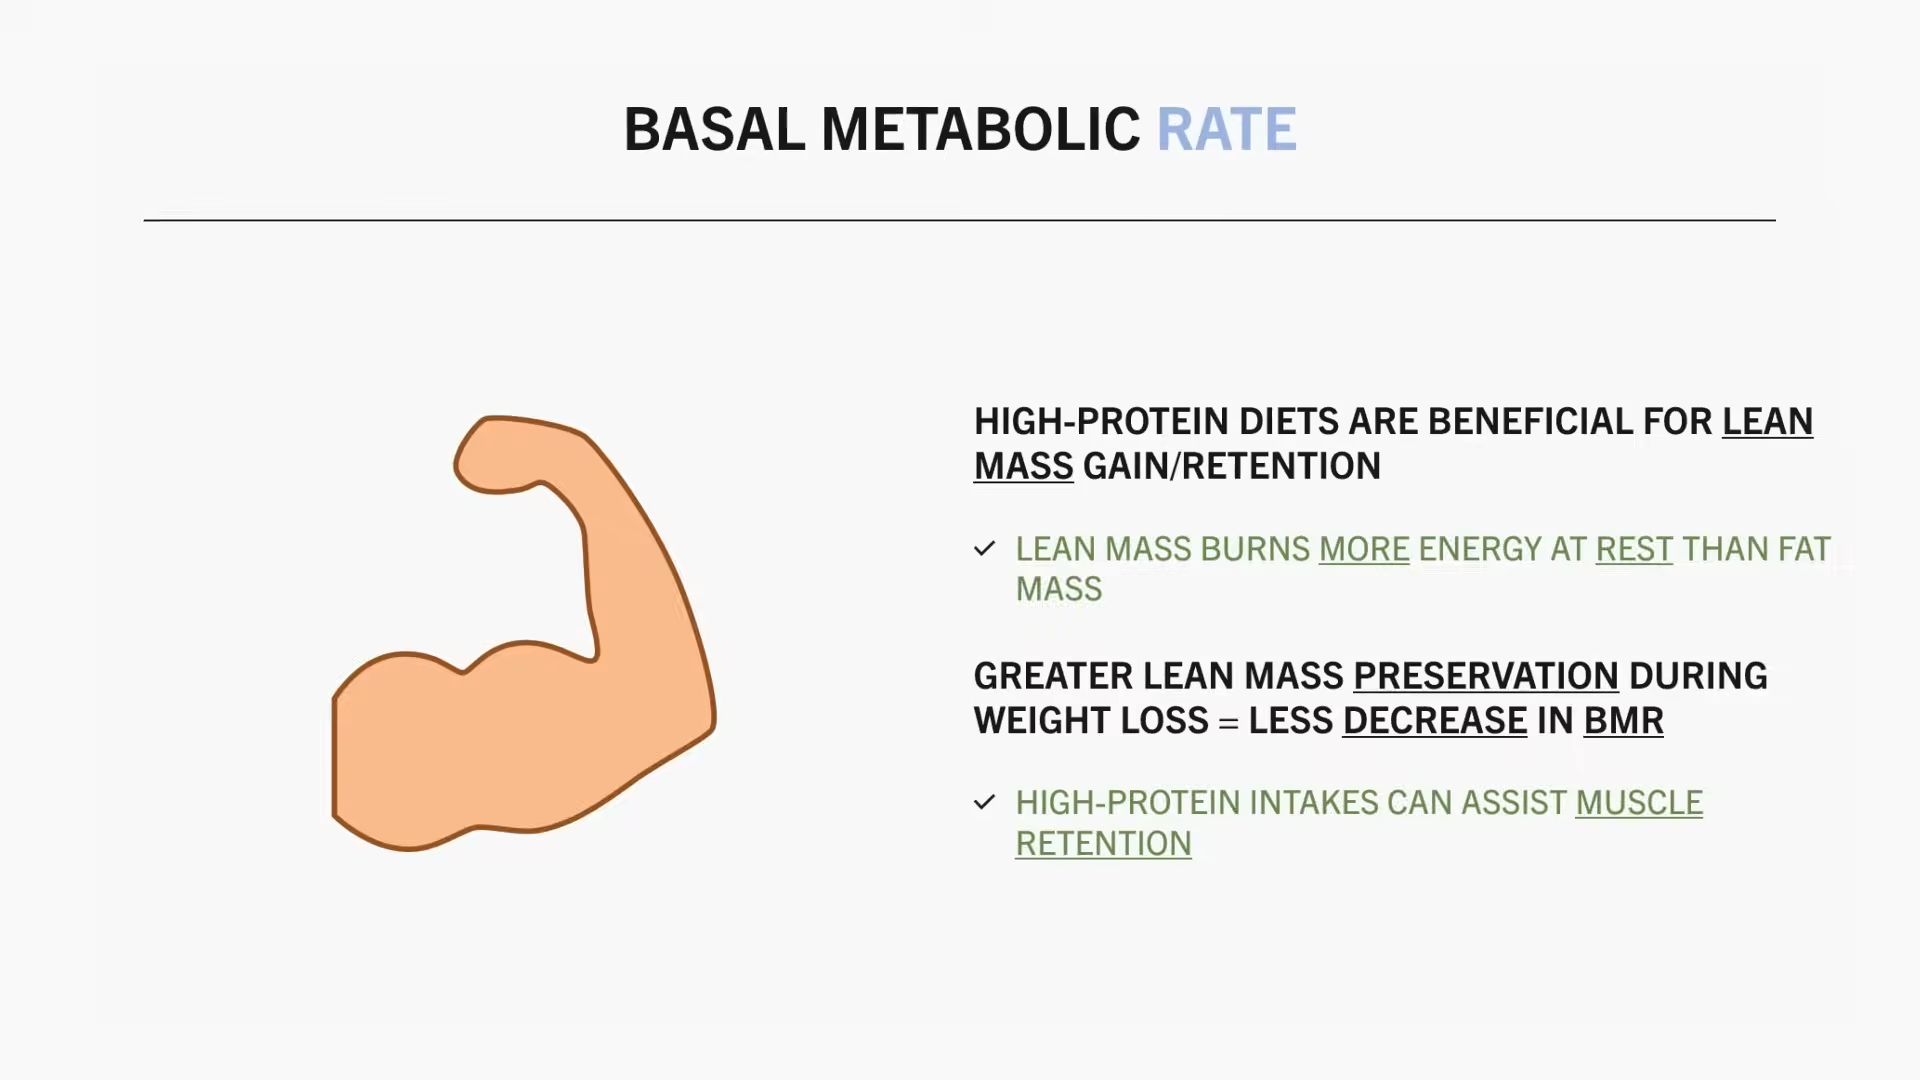 BASAL METABOLIC RATE
HIGH-PROTEIN DIETS ARE BENEFICIAL FOR LEAN
MASS GAIN/RETENTION
✓ LEAN MASS BURNS MORE ENERGY AT REST THAN FAT
MASS
GREATER LEAN MASS PRESERVATION DURING
WEIGHT LOSS = LESS DECREASE IN BMR
✓ HIGH-PROTEIN INTAKES CAN ASSIST MUSCLE
RETENTION